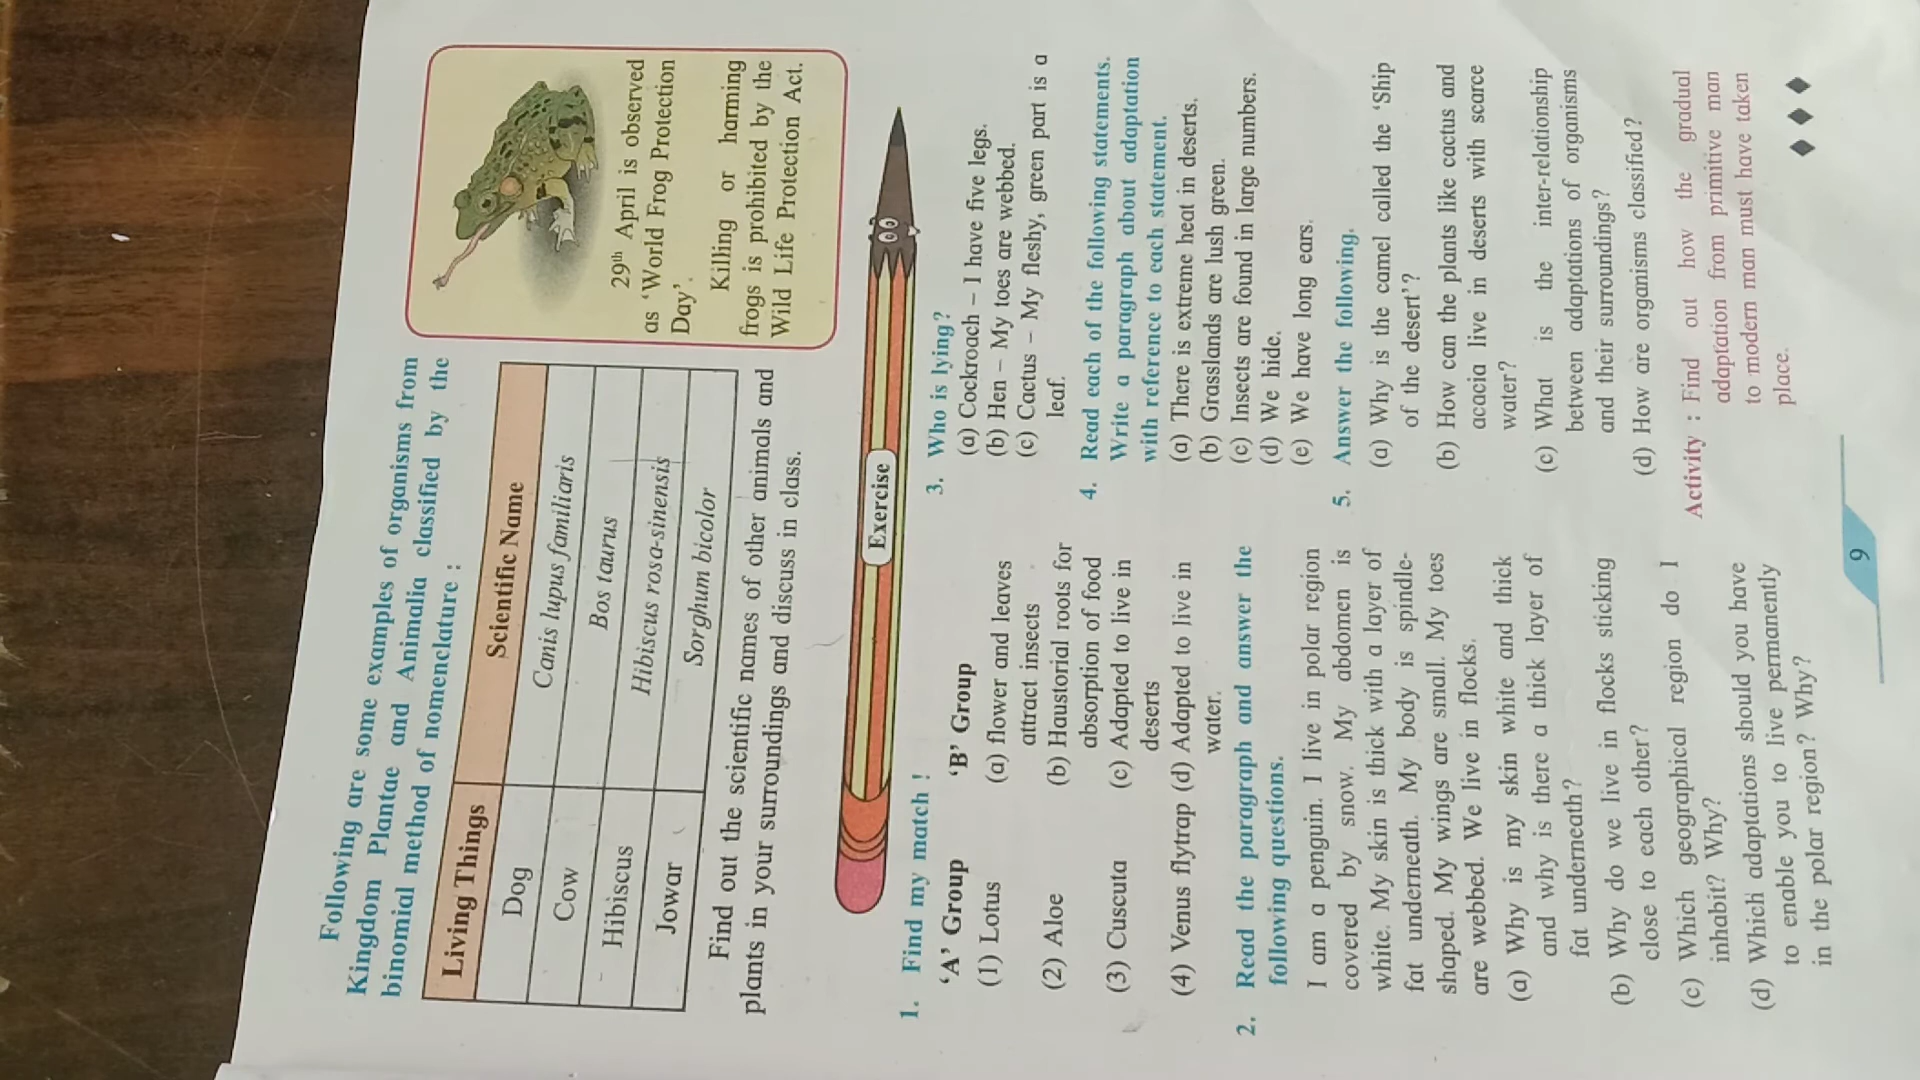 Following are some examples of organisms from
Kingdom Plantae and Animalia classified by the
binomial method of nomenclature :
Living Things Scientific Name
Dog Canis lupus familiaris
Cow Bos taurus
Hibiscus Hibiscus rosa-sinensis
Jowar Sorghum bicolor
Find out the scientific names of other animals and
plants in your surroundings and discuss in class.
29th April is observed
as 'World Frog Protection
Day'.
Killing or harming
frogs is prohibited by the
Wild Life Protection Act.
Exercise
1. Find my match !
'A' Group 'B' Group
(1) Lotus (a) flower and leaves
attract insects
(2) Aloe (b) Haustorial roots for
absorption of food
(3) Cuscuta (c) Adapted to live in
deserts
(4) Venus flytrap (d) Adapted to live in
water.
2. Read the paragraph and answer the
following questions.
I am a penguin. I live in polar region
covered by snow. My abdomen is
white. My skin is thick with a layer of
fat underneath. My body is spindle-
shaped. My wings are small. My toes
are webbed. We live in flocks.
(a) Why is my skin white and thick
and why is there a thick layer of
fat underneath?
(b) Why do we live in flocks sticking
close to each other?
(c) Which geographical region do I
inhabit? Why?
(d) Which adaptations should you have
to enable you to live permanently
in the polar region? Why?
3. Who is lying?
(a) Cockroach – I have five legs.
(b) Hen – My toes are webbed.
(c) Cactus – My fleshy, green part is a
leaf.
4. Read each of the following statements.
Write a paragraph about adaptation
with reference to each statement.
(a) There is extreme heat in deserts.
(b) Grasslands are lush green.
(c) Insects are found in large numbers.
(d) We hide.
(e) We have long ears.
5. Answer the following.
(a) Why is the camel called the 'Ship
of the desert'?
(b) How can the plants like cactus and
acacia live in deserts with scarce
water?
(c) What is the inter-relationship
between adaptations of organisms
and their surroundings?
(d) How are organisms classified?
Activity : Find out how the gradual
adaptation from primitive man
to modern man must have taken
place.
9